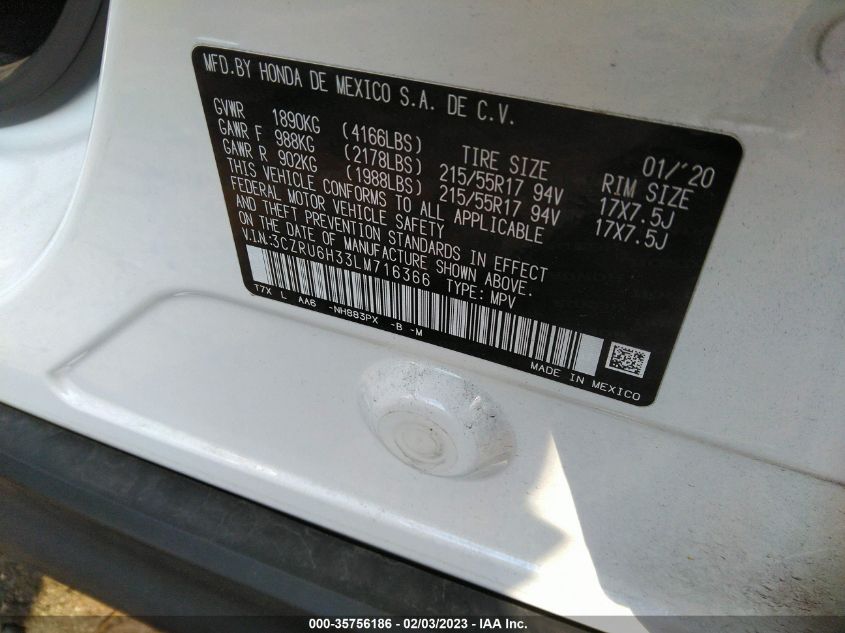 MFD.BY HONDA DE MEXICO S.A. DE C.V.
01/'20
GVWR 1890KG (4166LBS) TIRE SIZE RIM SIZE
GAWR F 988KG (2178LBS) 215/55R17 94V 17X7.5J
GAWR R 902KG (1988LBS) 215/55R17 94V 17X7.5J
THIS VEHICLE CONFORMS TO ALL APPLICABLE
FEDERAL MOTOR VEHICLE SAFETY
AND THEFT PREVENTION STANDARDS IN EFFECT
ON THE DATE OF MANUFACTURE SHOWN ABOVE.
V.I.N:3CZRU6H33LM716366 TYPE: MPV
T7X L AA6 -NH883PX -B -M
MADE IN MEXICO
000-35756186 - 02/03/2023 - IAA Inc.